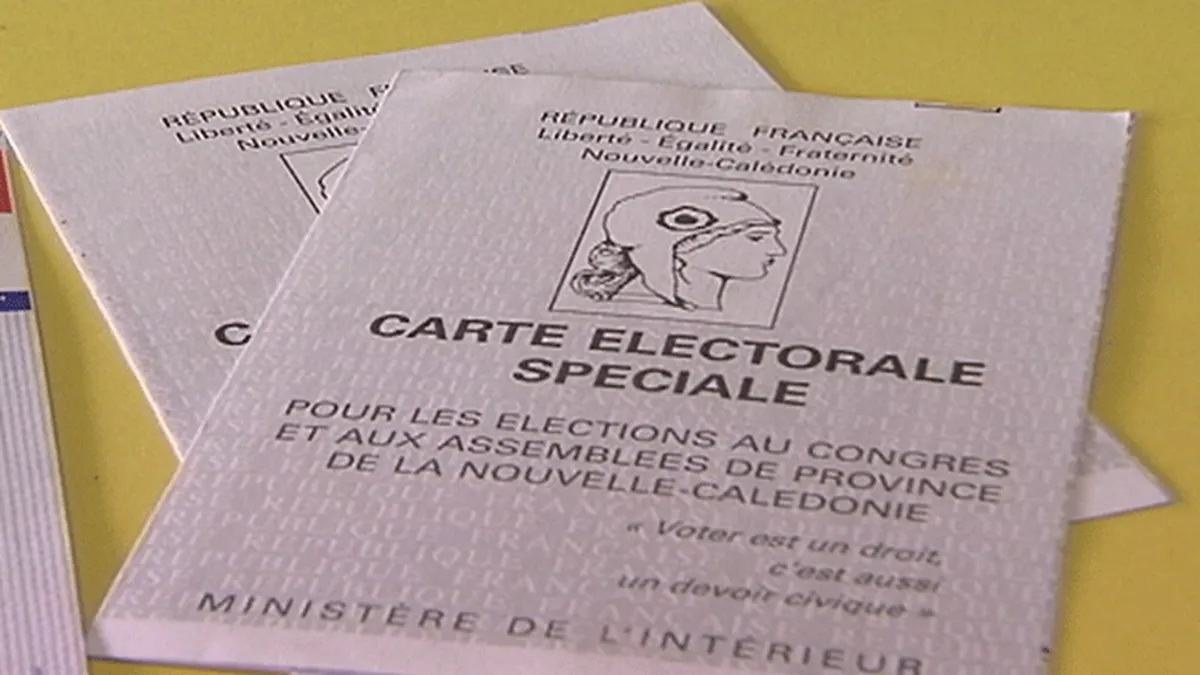 RÉPUBLIQUE FRANÇAISE
Liberté - Égalité - Fraternité
Nouvelle-Calédonie
CARTE ELECTORALE
SPECIALE
POUR LES ELECTIONS AU CONGRES
ET AUX ASSEMBLEES DE PROVINCE
DE LA NOUVELLE-CALEDONIE
« Voter est un droit,
c'est aussi
un devoir civique »
MINISTÈRE DE L'INTÉRIEUR
RÉPUBLIQUE
Liberté - Égalité
Nouvelle-
C